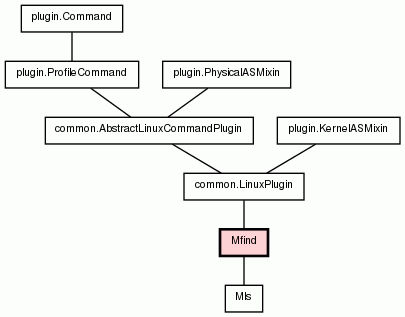 plugin.Command
plugin.ProfileCommand
plugin.PhysicalASMixin
common.AbstractLinuxCommandPlugin
plugin.KernelASMixin
common.LinuxPlugin
Mfind
Mls